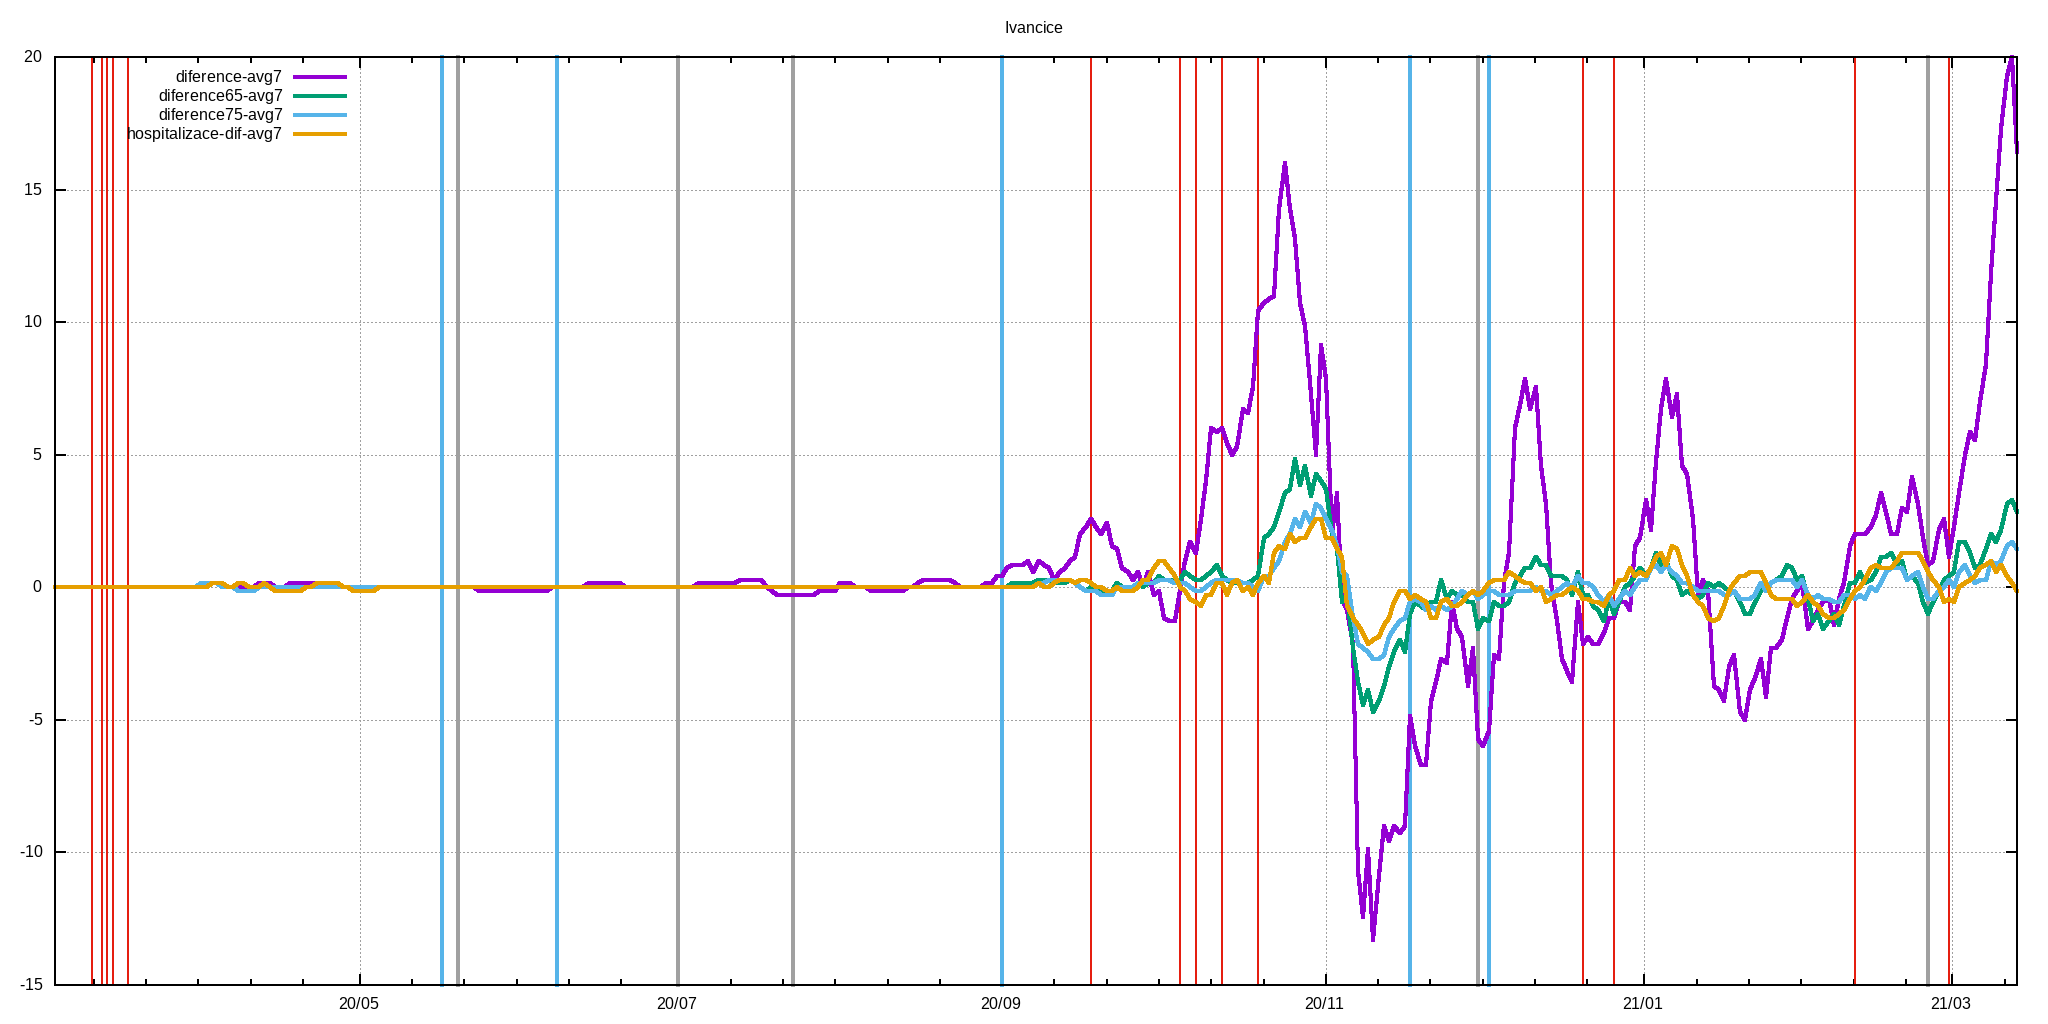 Ivancice
20
15
10
5
0
-5
-10
-15
diference-avg7
diference65-avg7
diference75-avg7
hospitalizace-dif-avg7
20/05
20/07
20/09
20/11
21/01
21/03